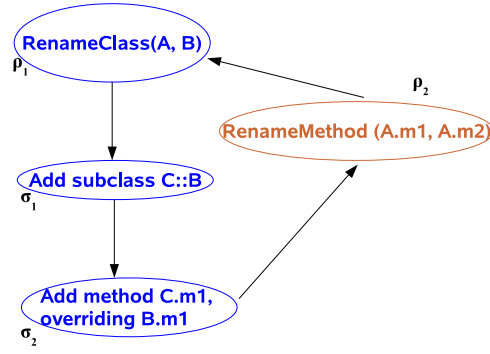 RenameClass(A, B)
ρ1
ρ2
RenameMethod (A.m1, A.m2)
Add subclass C::B
σ1
Add method C.m1,
overriding B.m1
σ2